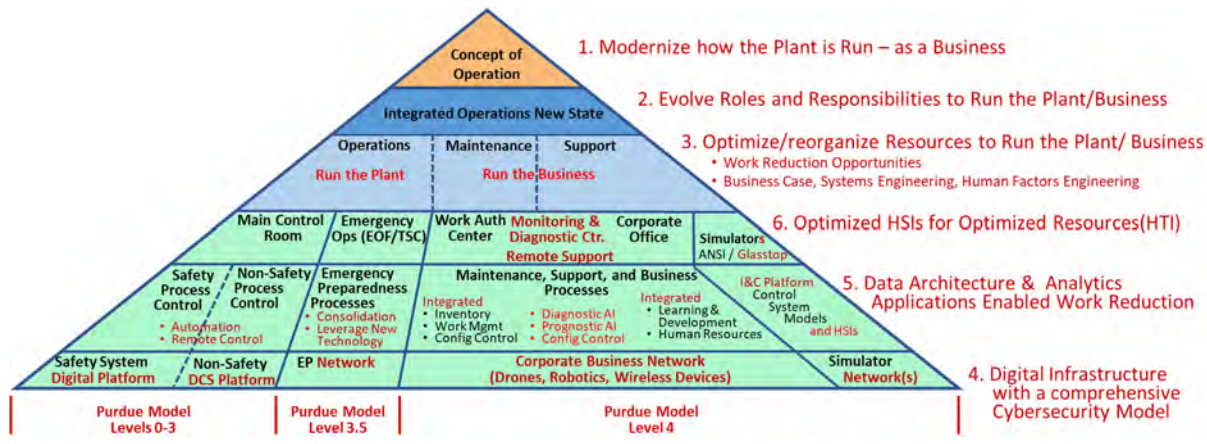 Concept of
Operation
1. Modernize how the Plant is Run – as a Business
Integrated Operations New State
2. Evolve Roles and Responsibilities to Run the Plant/Business
Operations
Maintenance
Support
Run the Plant
Run the Business
3. Optimize/reorganize Resources to Run the Plant/ Business
• Work Reduction Opportunities
• Business Case, Systems Engineering, Human Factors Engineering
Main Control
Room
Emergency
Ops (EOF/TSC)
Work Auth
Center
Monitoring &
Diagnostic Ctr.
Remote Support
Corporate
Office
Simulators
ANSI / Glasstop
6. Optimized HSIs for Optimized Resources(HTI)
Safety
Process
Control
Non-Safety
Process
Control
• Automation
• Remote Control
Emergency
Preparedness
Processes
• Consolidation
• Leverage New
Technology
Maintenance, Support, and Business
Processes
Integrated
• Inventory
• Work Mgmt
• Config Control
• Diagnostic AI
• Prognostic AI
• Config Control
Integrated
• Learning &
Development
• Human Resources
I&C Platform
Control
System
Models
and HSIs
5. Data Architecture & Analytics
Applications Enabled Work Reduction
Safety System
Digital Platform
Non-Safety
DCS Platform
EP Network
Corporate Business Network
(Drones, Robotics, Wireless Devices)
Simulator
Network(s)
4. Digital Infrastructure
with a comprehensive
Cybersecurity Model
Purdue Model
Levels 0-3
Purdue Model
Level 3.5
Purdue Model
Level 4